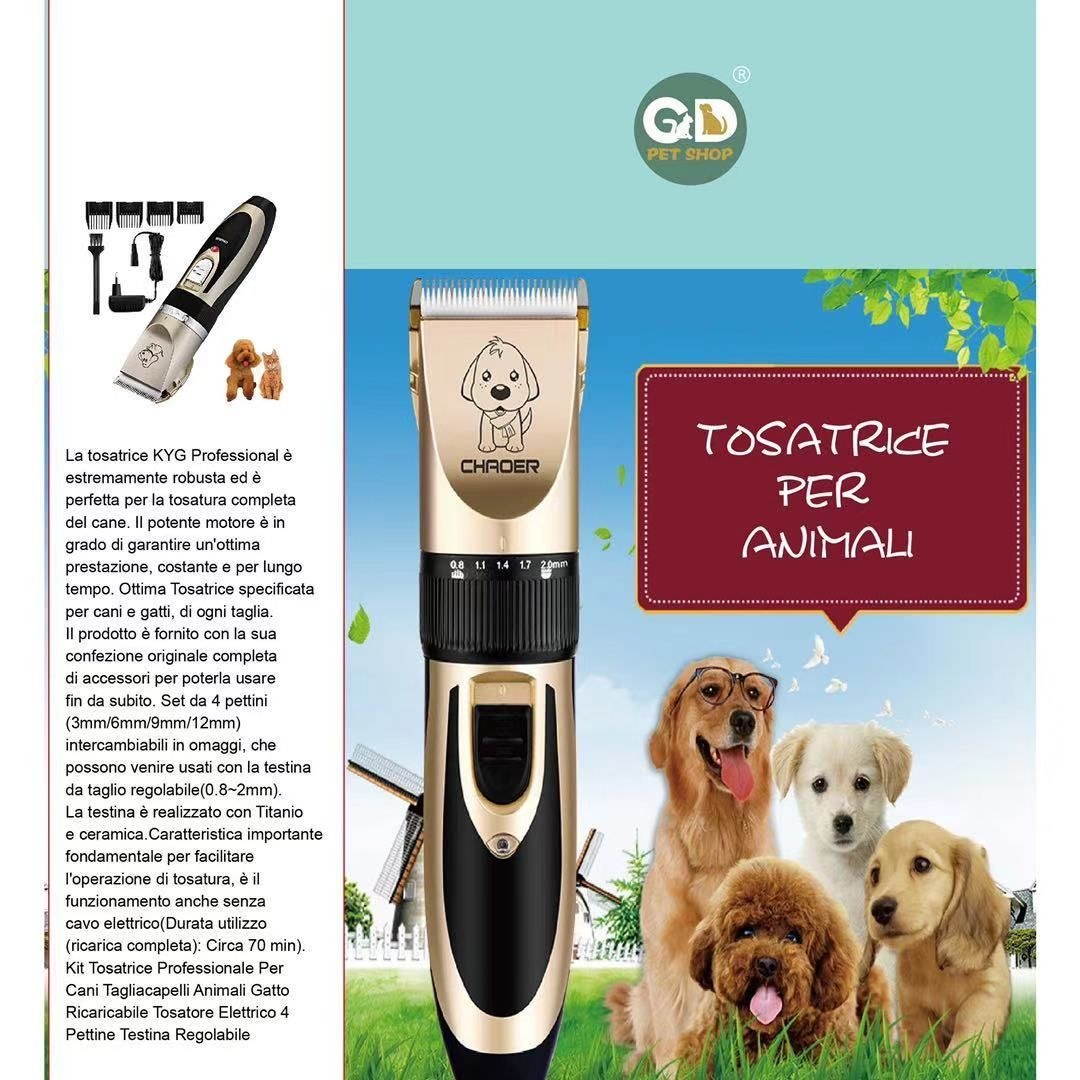 La tosatrice KYG Professional è
estremamente robusta ed è
perfetta per la tosatura completa
del cane. Il potente motore è in
grado di garantire un'ottima
prestazione, costante e per lungo
tempo. Ottima Tosatrice specificata
per cani e gatti, di ogni taglia.
Il prodotto è fornito con la sua
confezione originale completa
di accessori per poterla usare
fin da subito. Set da 4 pettini
(3mm/6mm/9mm/12mm)
intercambiabili in omaggi, che
possono venire usati con la testina
da taglio regolabile(0.8~2mm).
La testina è realizzato con Titanio
e ceramica.Caratteristica importante
fondamentale per facilitare
l'operazione di tosatura, è il
funzionamento anche senza
cavo elettrico(Durata utilizzo
(ricarica completa): Circa 70 min).
Kit Tosatrice Professionale Per
Cani Tagliacapelli Animali Gatto
Ricaricabile Tosatore Elettrico 4
Pettine Testina Regolabile
®
GD
PET SHOP
CHAOER
0.8 1.1 1.4 1.7 2.0mm
TOSATRICE
PER
ANIMALI